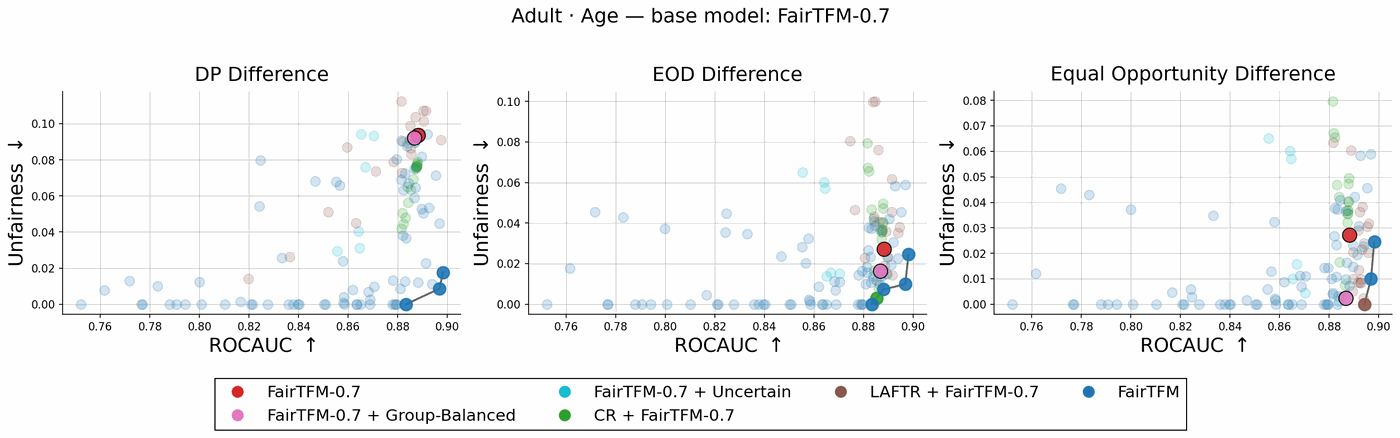 Adult · Age — base model: FairTFM-0.7
DP Difference
EOD Difference
Equal Opportunity Difference
Unfairness ↓
0.10
0.08
0.06
0.04
0.02
0.00
0.76 0.78 0.80 0.82 0.84 0.86 0.88 0.90
ROCAUC ↑
Unfairness ↓
0.10
0.08
0.06
0.04
0.02
0.00
0.76 0.78 0.80 0.82 0.84 0.86 0.88 0.90
ROCAUC ↑
Unfairness ↓
0.08
0.07
0.06
0.05
0.04
0.03
0.02
0.01
0.00
0.76 0.78 0.80 0.82 0.84 0.86 0.88 0.90
ROCAUC ↑
FairTFM-0.7
FairTFM-0.7 + Group-Balanced
FairTFM-0.7 + Uncertain
CR + FairTFM-0.7
LAFTR + FairTFM-0.7
FairTFM